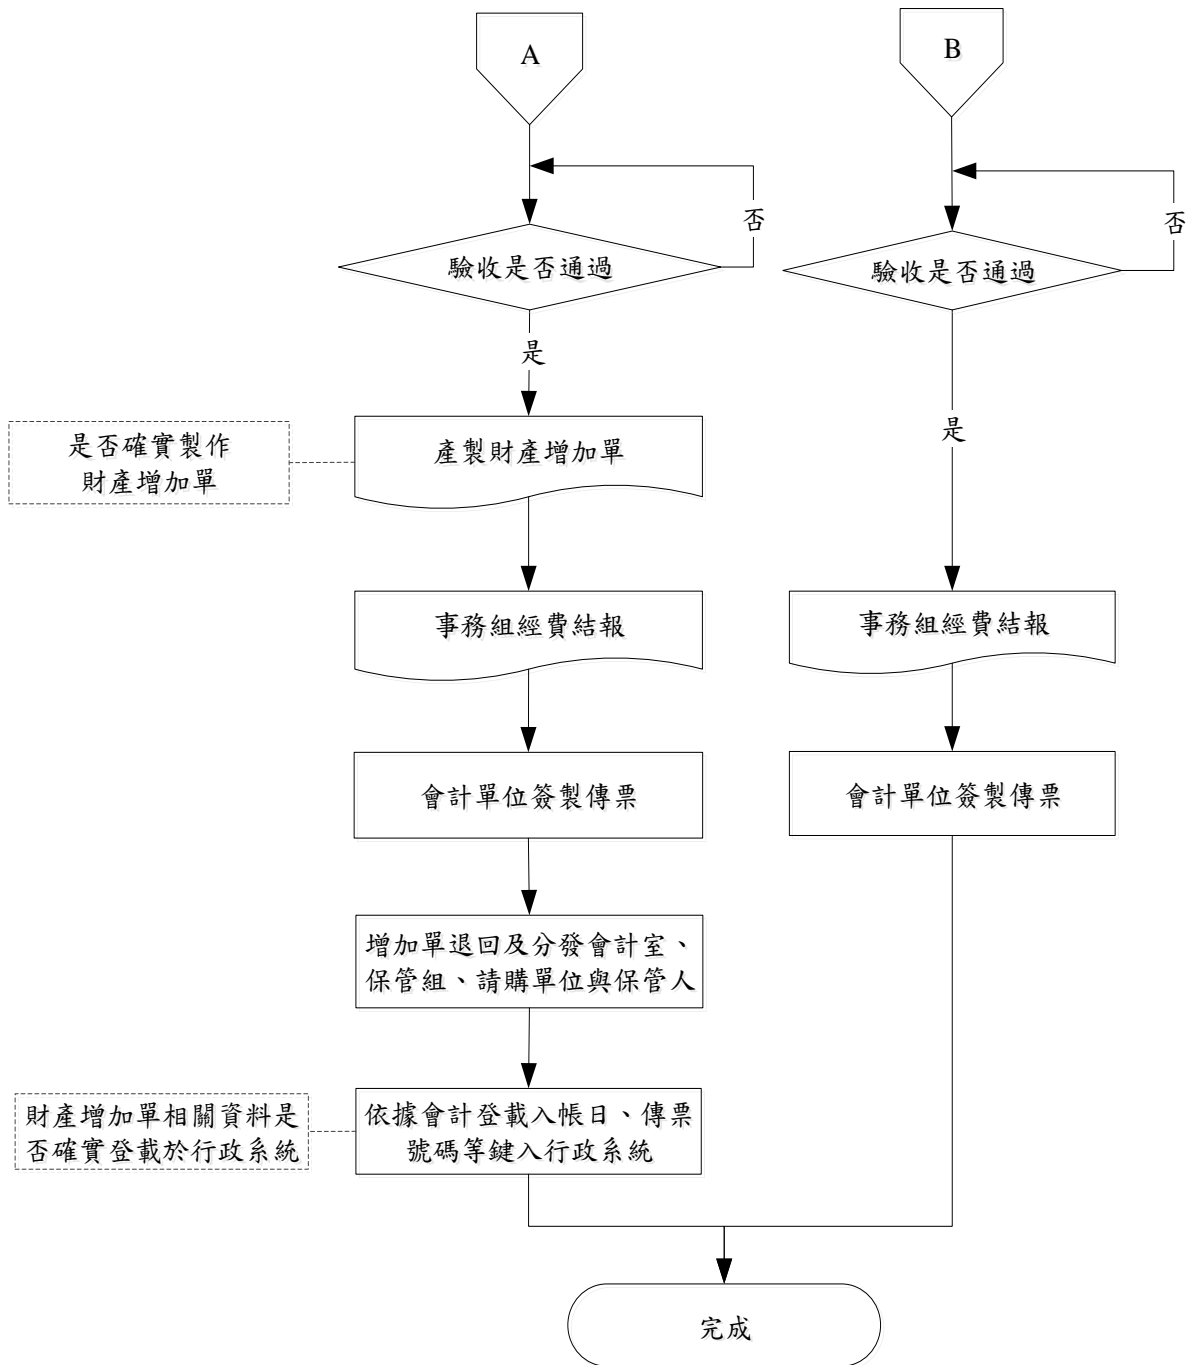 A
B
否
否
驗收是否通過
驗收是否通過
是
是
是否確實製作
財產增加單
產製財產增加單
事務組經費結報
事務組經費結報
會計單位簽製傳票
會計單位簽製傳票
增加單退回及分發會計室、
保管組、請購單位與保管人
財產增加單相關資料是
否確實登載於行政系統
依據會計登載入帳日、傳票
號碼等鍵入行政系統
完成